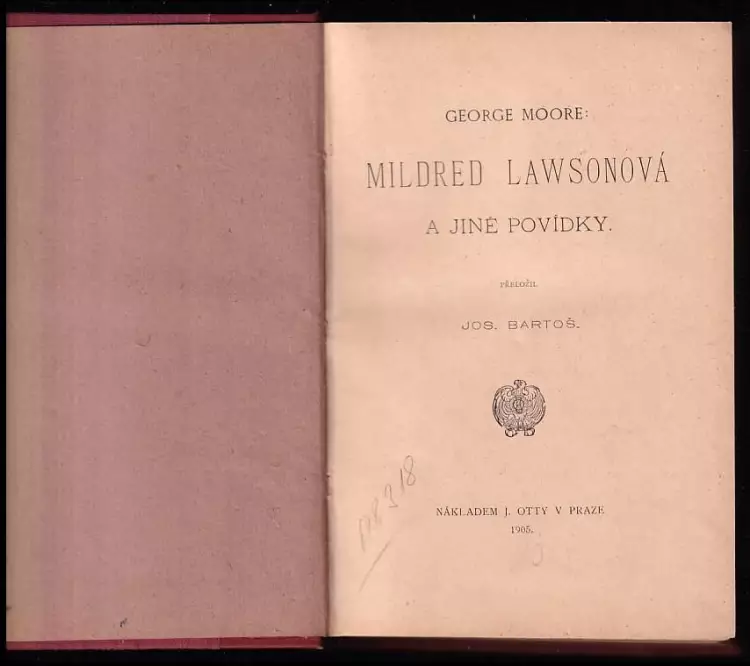 GEORGE MOORE:
MILDRED LAWSONOVÁ
A JINÉ POVÍDKY.
PŘELOŽIL
JOS. BARTOŠ.
NÁKLADEM J. OTTY V PRAZE
1905.